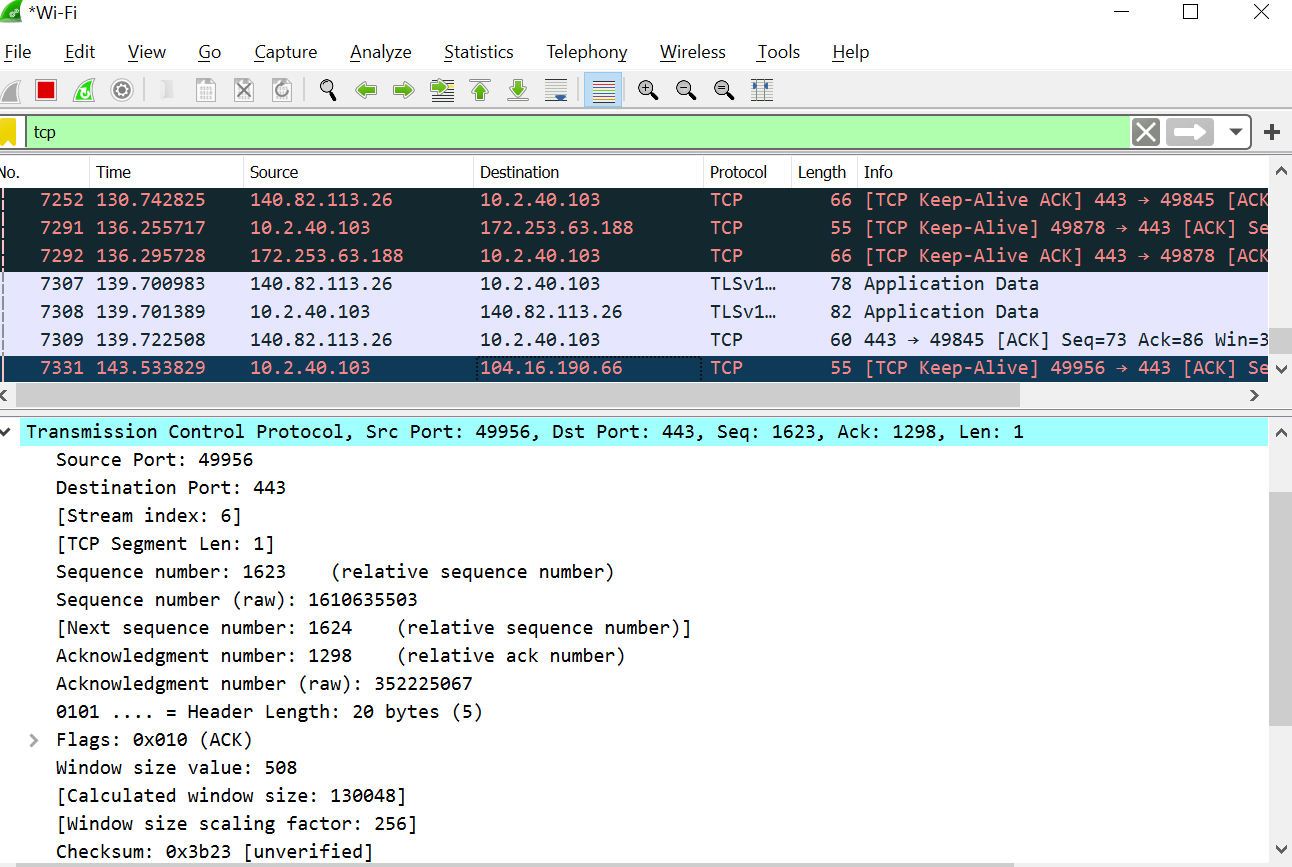 *Wi-Fi
File Edit View Go Capture Analyze Statistics Telephony Wireless Tools Help
tcp
No. Time Source Destination Protocol Length Info
7252 130.742825 140.82.113.26 10.2.40.103 TCP 66 [TCP Keep-Alive ACK] 443 → 49845 [ACK
7291 136.255717 10.2.40.103 172.253.63.188 TCP 55 [TCP Keep-Alive] 49878 → 443 [ACK] Se
7292 136.295728 172.253.63.188 10.2.40.103 TCP 66 [TCP Keep-Alive ACK] 443 → 49878 [ACK
7307 139.700983 140.82.113.26 10.2.40.103 TLSv1… 78 Application Data
7308 139.701389 10.2.40.103 140.82.113.26 TLSv1… 82 Application Data
7309 139.722508 140.82.113.26 10.2.40.103 TCP 60 443 → 49845 [ACK] Seq=73 Ack=86 Win=3
7331 143.533829 10.2.40.103 104.16.190.66 TCP 55 [TCP Keep-Alive] 49956 → 443 [ACK] Se
Transmission Control Protocol, Src Port: 49956, Dst Port: 443, Seq: 1623, Ack: 1298, Len: 1
Source Port: 49956
Destination Port: 443
[Stream index: 6]
[TCP Segment Len: 1]
Sequence number: 1623 (relative sequence number)
Sequence number (raw): 1610635503
[Next sequence number: 1624 (relative sequence number)]
Acknowledgment number: 1298 (relative ack number)
Acknowledgment number (raw): 352225067
0101 .... = Header Length: 20 bytes (5)
Flags: 0x010 (ACK)
Window size value: 508
[Calculated window size: 130048]
[Window size scaling factor: 256]
Checksum: 0x3b23 [unverified]